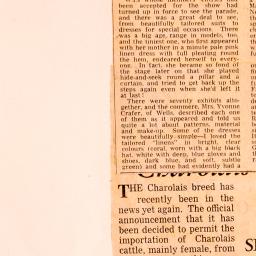 been accepted for the show had
turned up in force to see the parade,
and there was a great deal to see,
from beautifully tailored suits to
dresses for special occasions. There
was a big age, range in models, too,
and the tiniest one, who first appeared
with her mother in a minute pale pink
linen dress with full pleating round
the hem, endeared herself to every-
one. In fact, she became so fond of
the stage later on that she played
hide-and-seek round a pillar and a
curtain, and tried to get back up the
steps again even when she'd left it
at last!
There were seventy exhibits alto-
gether, and the commere, Mrs. Yvonne
Crafer, of Wells, described each one
of them as it appeared and told us
quite a lot about patterns, material
and make-up. Some of the dresses
were beautifully simple—I loved the
tailored "linens" in bright, clear
colours (coral, worn with a big black
hat, white with deep, blue gloves and
shoes, dark blue, and soft, subtle
green) and some had evidently had a
Charolais
THE Charolais breed has
recently been in the
news yet again. The official
announcement that it has
been decided to permit the
importation of Charolais
cattle, mainly female, from